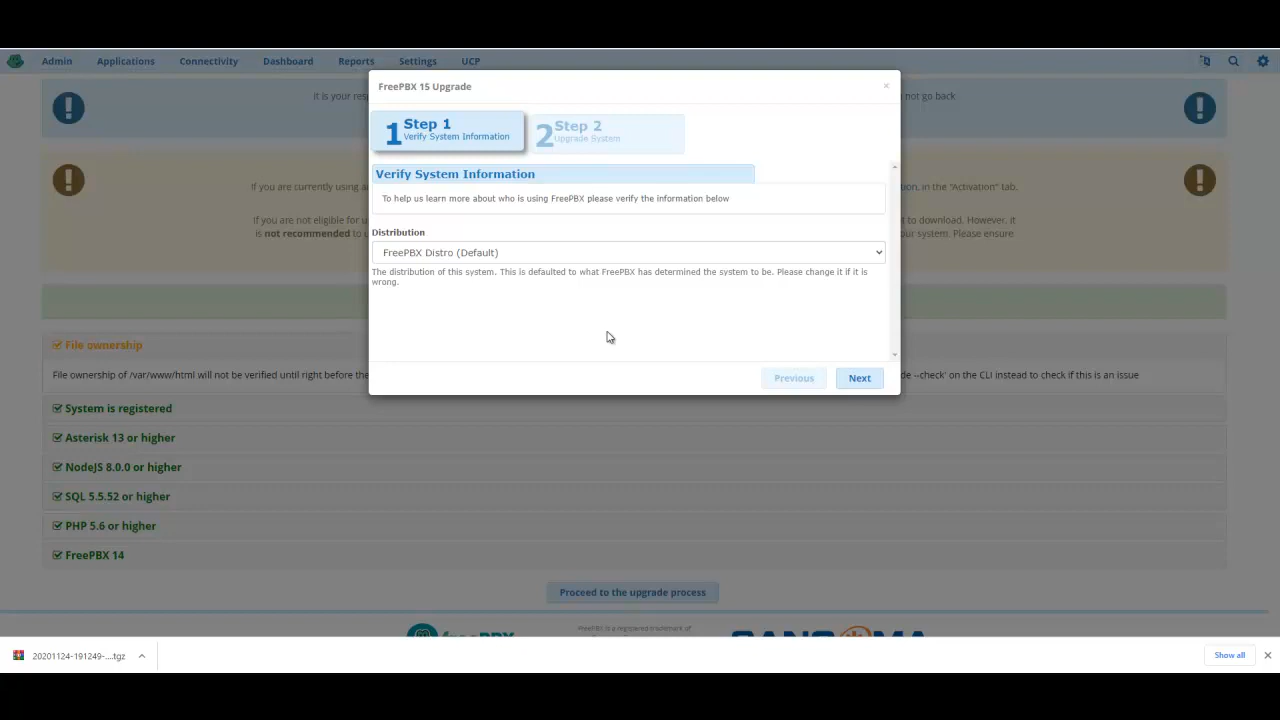 Admin Applications Connectivity Dashboard Reports Settings UCP
FreePBX 15 Upgrade
×
it is your
not go back
1 Step 1
Verify System Information
2 Step 2
Upgrade System
Verify System Information
To help us learn more about who is using FreePBX please verify the information below
If you are currently using
in the "Activation" tab.
If you are not eligible for
t to download. However, it
is not recommended to
our system. Please ensure
Distribution
FreePBX Distro (Default)
The distribution of this system. This is defaulted to what FreePBX has determined the system to be. Please change it if it is
wrong.
File ownership
File ownership of /var/www/html will not be verified until right before the
--check' on the CLI instead to check if this is an issue
Previous
Next
System is registered
Asterisk 13 or higher
NodeJS 8.0.0 or higher
SQL 5.5.52 or higher
PHP 5.6 or higher
FreePBX 14
Proceed to the upgrade process
FreePBX is a registered trademark of
20201124-191249-....tgz
Show all